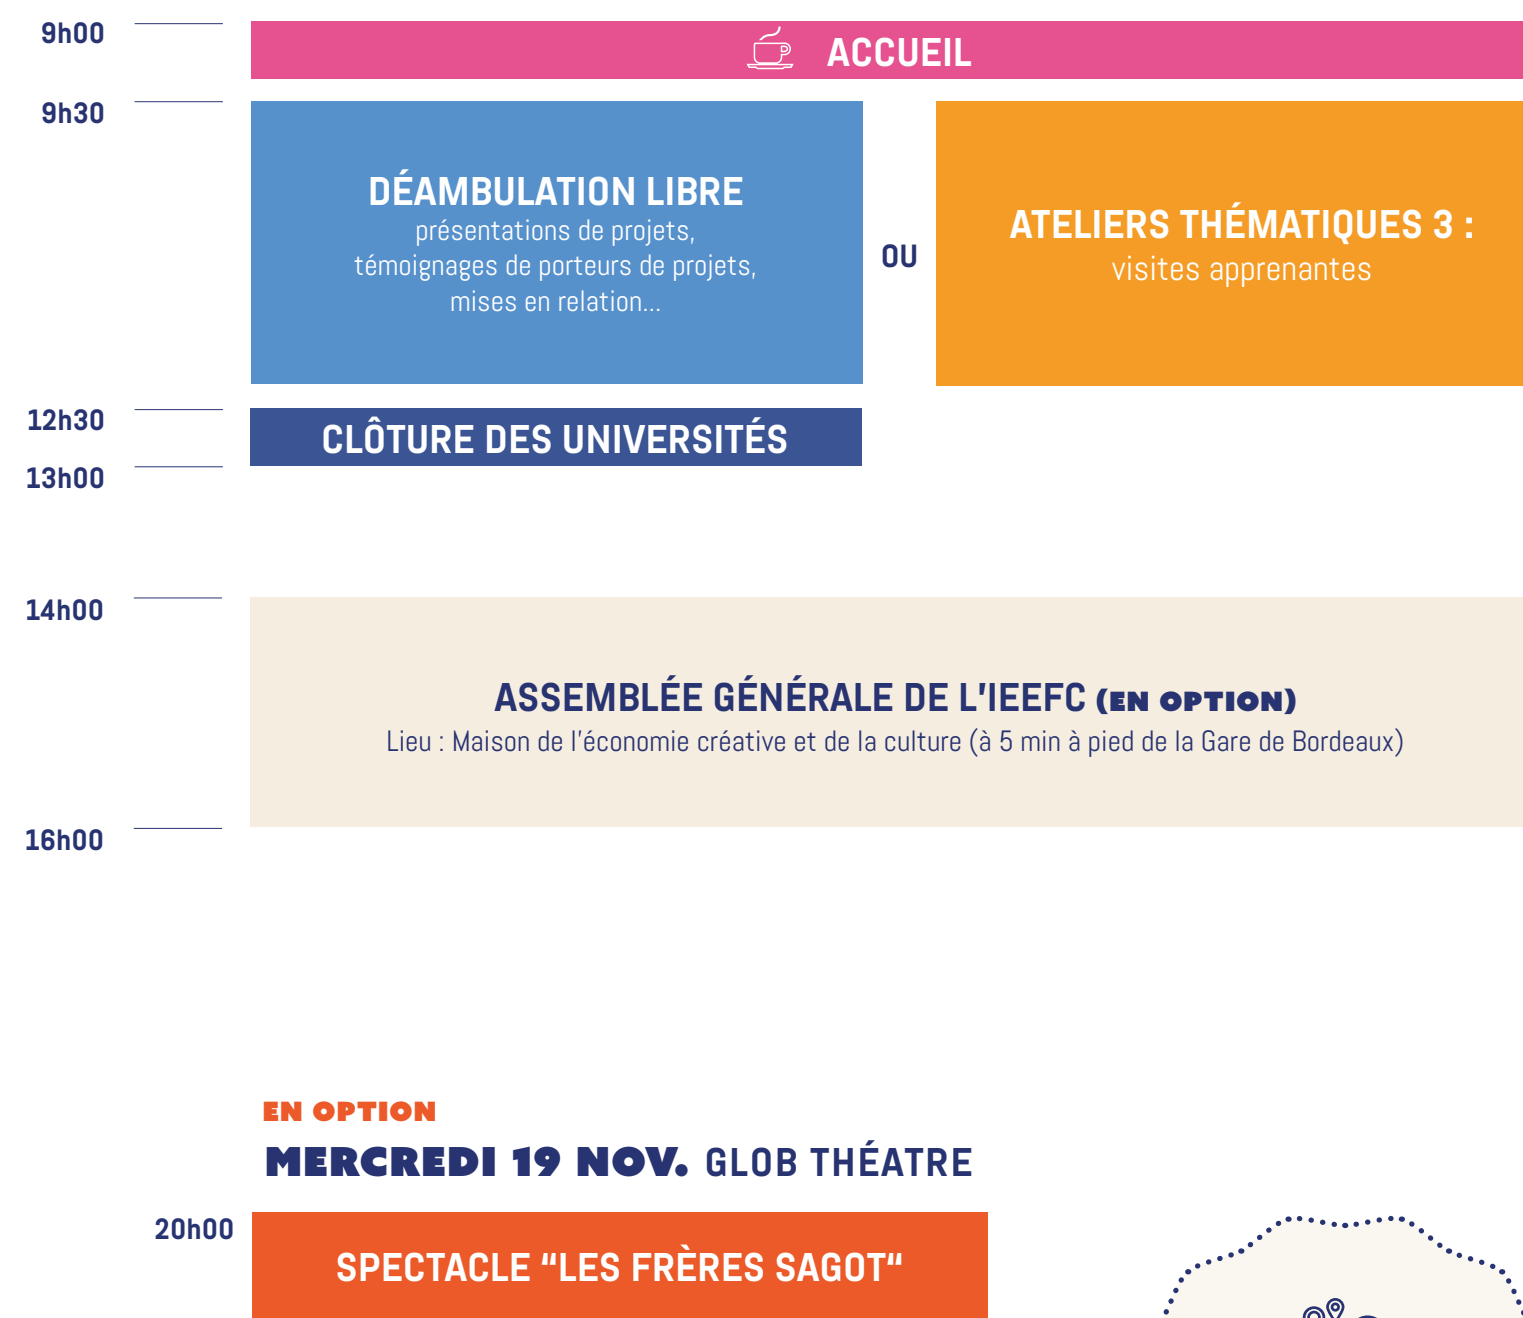 9h00
ACCUEIL
9h30
DÉAMBULATION LIBRE
présentations de projets,
témoignages de porteurs de projets,
mises en relation...
OU
ATELIERS THÉMATIQUES 3 :
visites apprenantes
12h30
CLÔTURE DES UNIVERSITÉS
13h00
14h00
ASSEMBLÉE GÉNÉRALE DE L'IEEFC (EN OPTION)
Lieu : Maison de l'économie créative et de la culture (à 5 min à pied de la Gare de Bordeaux)
16h00
EN OPTION
MERCREDI 19 NOV. GLOB THÉATRE
20h00
SPECTACLE “LES FRÈRES SAGOT“